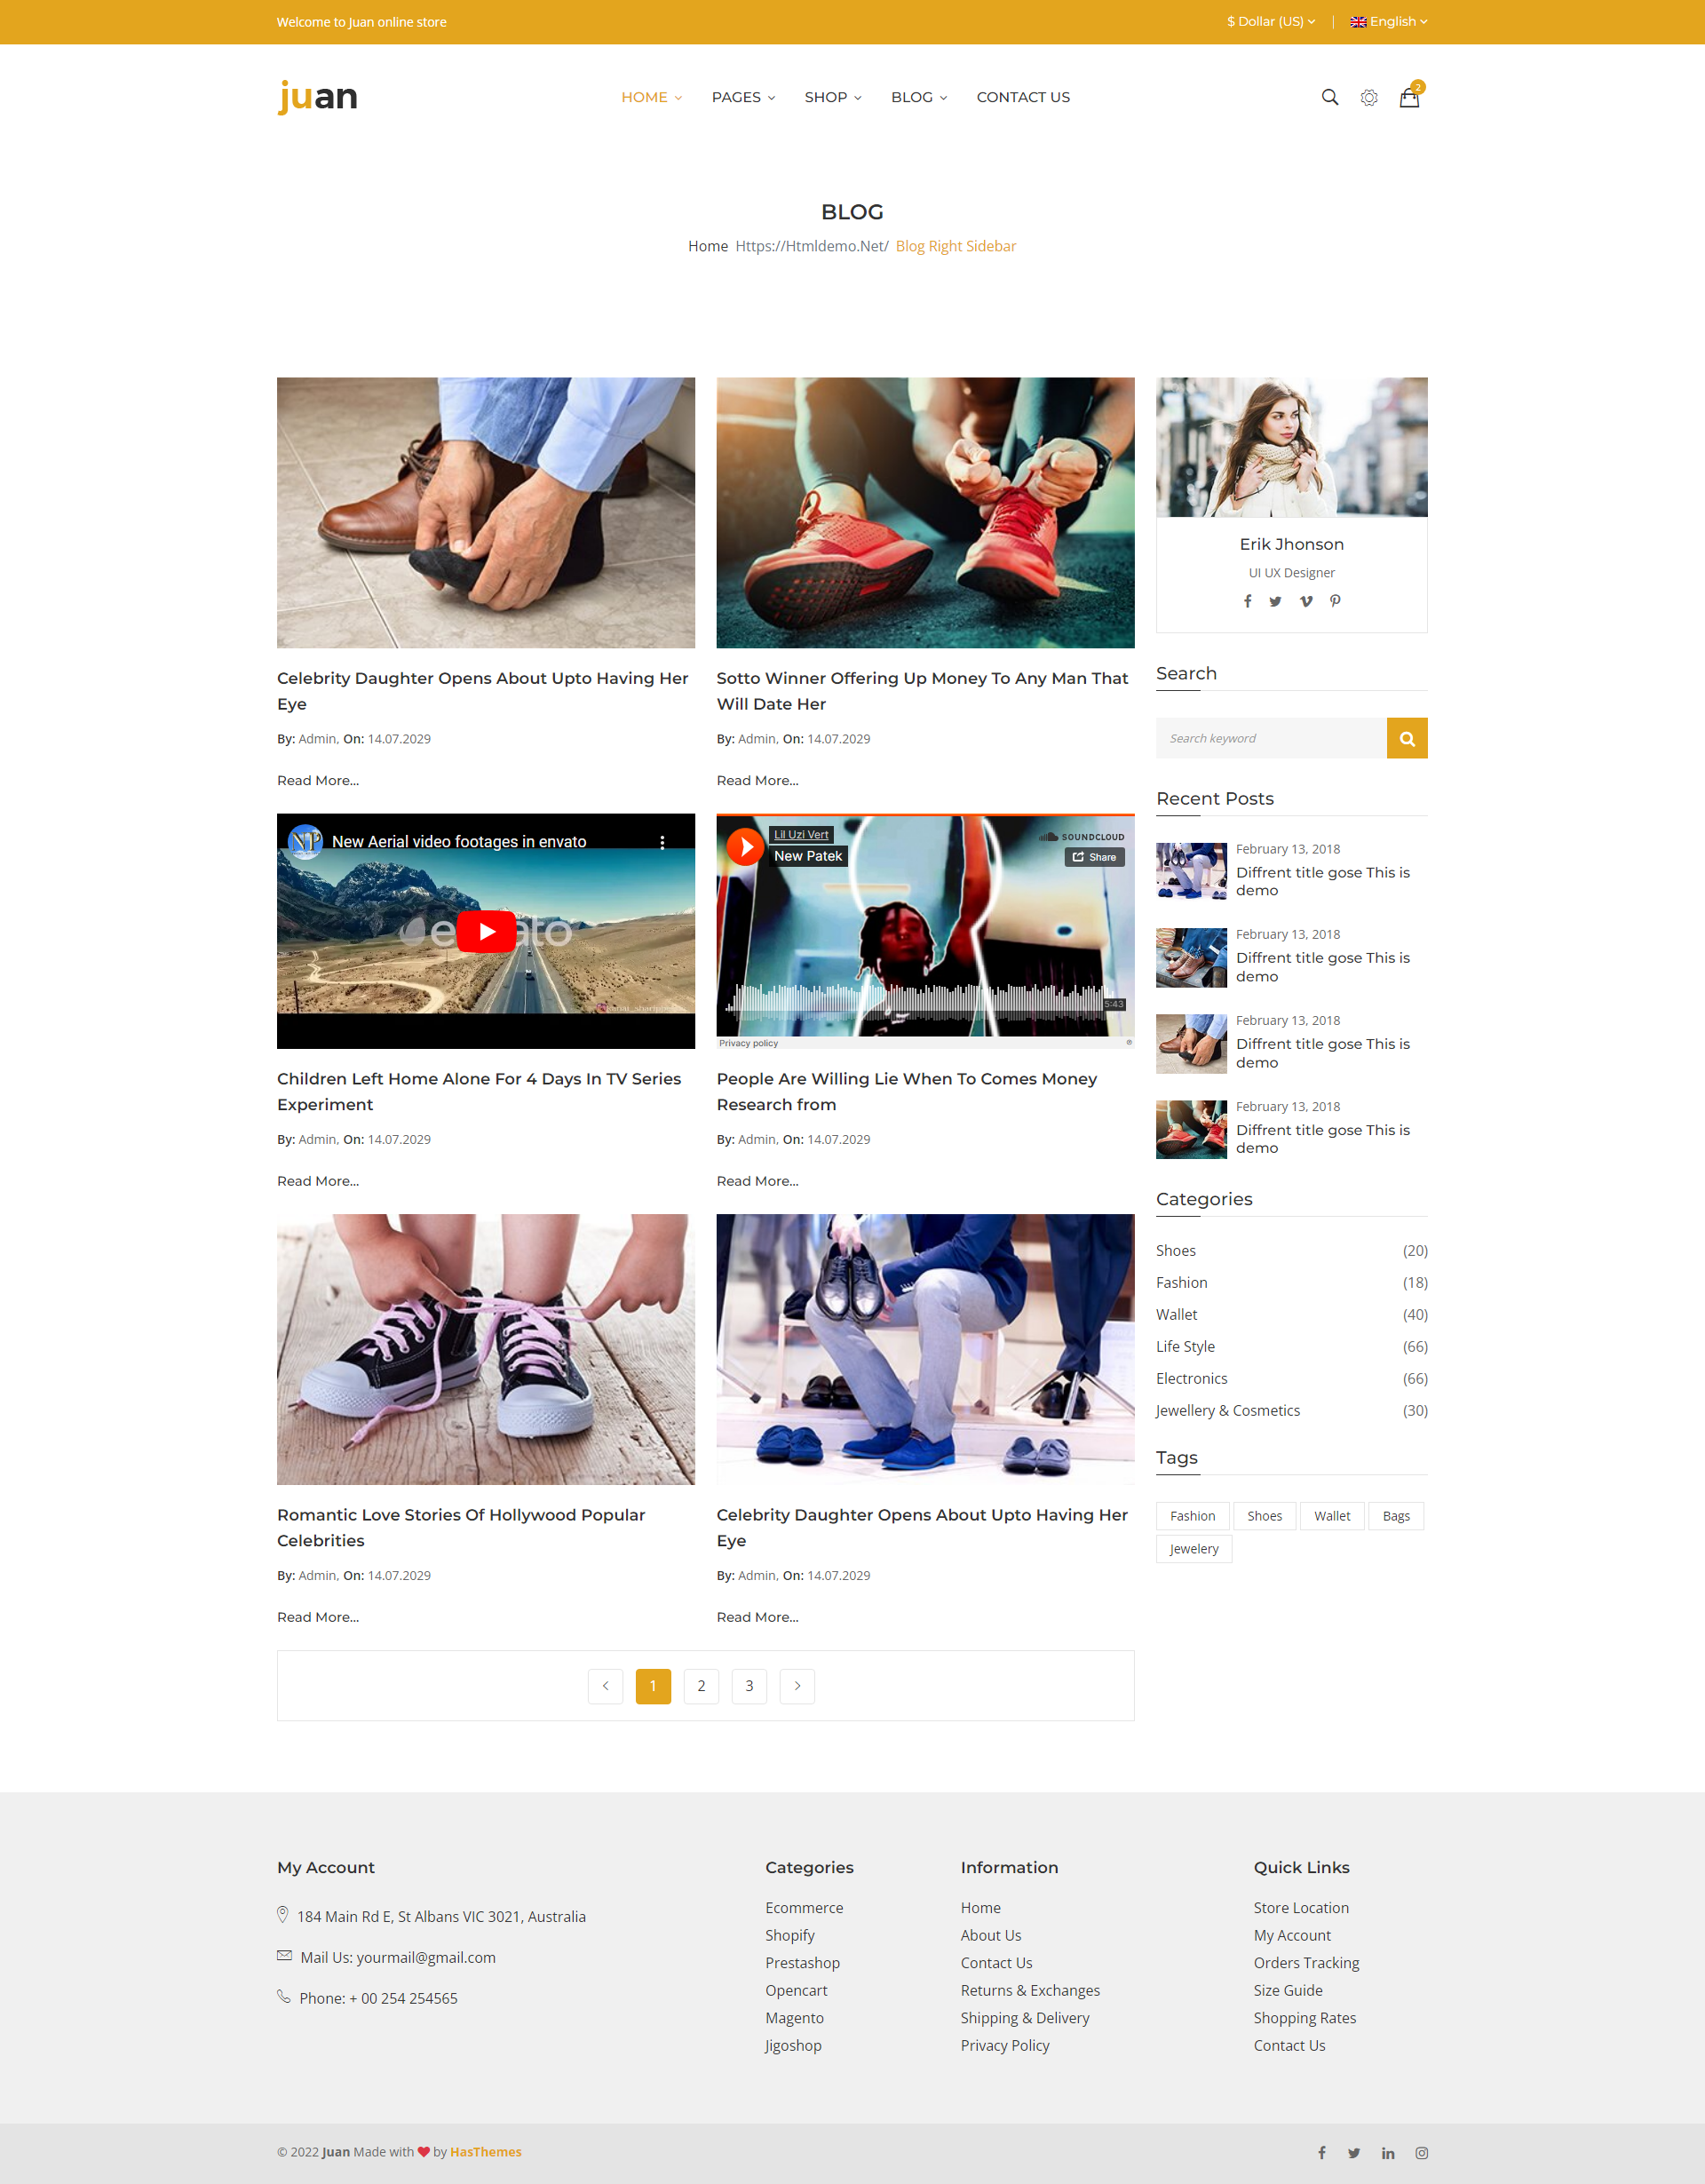 Welcome to Juan online store
$ Dollar (US)
English
juan
HOME
PAGES
SHOP
BLOG
CONTACT US
2
BLOG
Home Https://Htmldemo.Net/ Blog Right Sidebar
Celebrity Daughter Opens About Upto Having Her
Eye
By: Admin, On: 14.07.2029
Read More...
Sotto Winner Offering Up Money To Any Man That
Will Date Her
By: Admin, On: 14.07.2029
Read More...
New Aerial video footages in envato
Lil Uzi Vert
New Patek
SOUNDCLOUD
Share
5:43
Privacy policy
Children Left Home Alone For 4 Days In TV Series
Experiment
By: Admin, On: 14.07.2029
Read More...
People Are Willing Lie When To Comes Money
Research from
By: Admin, On: 14.07.2029
Read More...
Romantic Love Stories Of Hollywood Popular
Celebrities
By: Admin, On: 14.07.2029
Read More...
Celebrity Daughter Opens About Upto Having Her
Eye
By: Admin, On: 14.07.2029
Read More...
1
2
3
Erik Jhonson
UI UX Designer
Search
Search keyword
Recent Posts
February 13, 2018
Diffrent title gose This is
demo
February 13, 2018
Diffrent title gose This is
demo
February 13, 2018
Diffrent title gose This is
demo
February 13, 2018
Diffrent title gose This is
demo
Categories
Shoes (20)
Fashion (18)
Wallet (40)
Life Style (66)
Electronics (66)
Jewellery & Cosmetics (30)
Tags
Fashion
Shoes
Wallet
Bags
Jewelery
My Account
184 Main Rd E, St Albans VIC 3021, Australia
Mail Us: yourmail@gmail.com
Phone: + 00 254 254565
Categories
Ecommerce
Shopify
Prestashop
Opencart
Magento
Jigoshop
Information
Home
About Us
Contact Us
Returns & Exchanges
Shipping & Delivery
Privacy Policy
Quick Links
Store Location
My Account
Orders Tracking
Size Guide
Shopping Rates
Contact Us
© 2022 Juan Made with by HasThemes